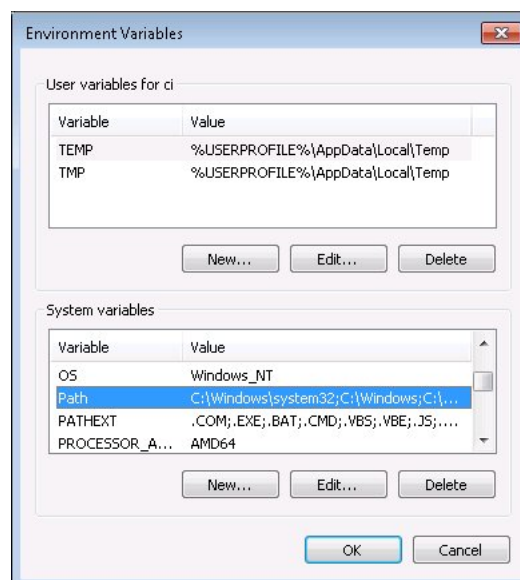 Environment Variables
User variables for ci
Variable Value
TEMP %USERPROFILE%\AppData\Local\Temp
TMP %USERPROFILE%\AppData\Local\Temp
New... Edit... Delete
System variables
Variable Value
OS Windows_NT
Path C:\Windows\system32;C:\Windows;C:\...
PATHEXT .COM;.EXE;.BAT;.CMD;.VBS;.VBE;.JS;....
PROCESSOR_A... AMD64
New... Edit... Delete
OK Cancel